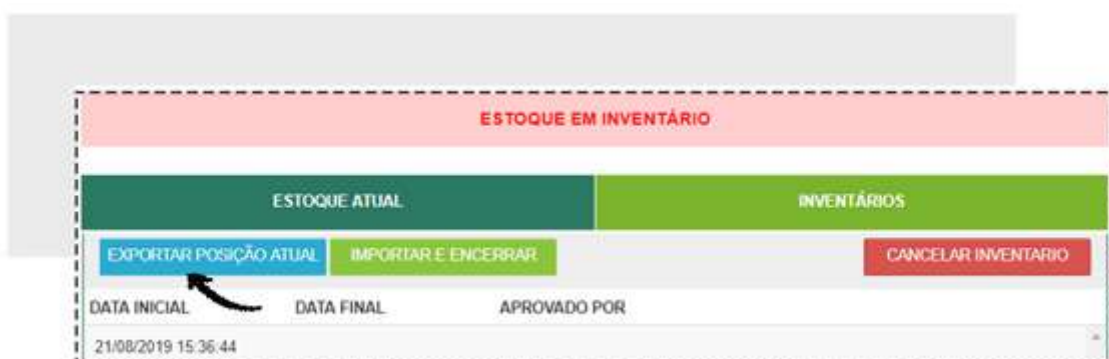 ESTOQUE EM INVENTÁRIO
ESTOQUE ATUAL INVENTÁRIOS
EXPORTAR POSIÇÃO ATUAL IMPORTAR E ENCERRAR CANCELAR INVENTARIO
DATA INICIAL DATA FINAL APROVADO POR
21/08/2019 15:36:44